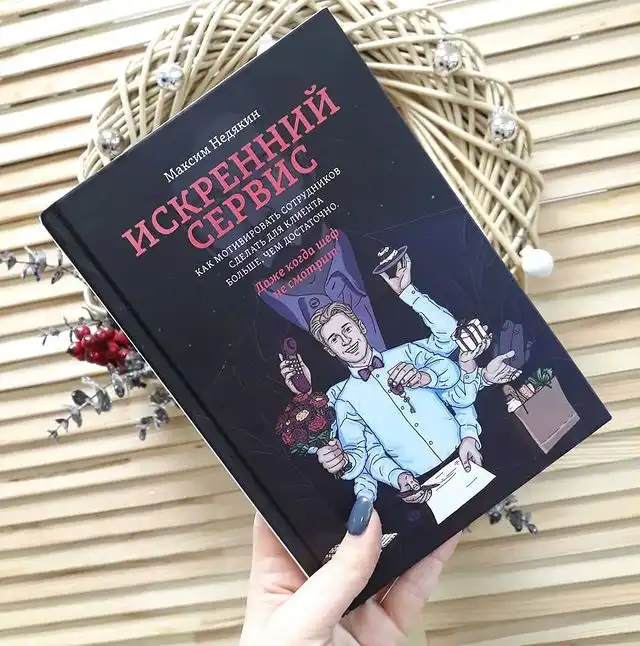 Максим Недякин
ИСКРЕННИЙ
СЕРВИС
КАК МОТИВИРОВАТЬ СОТРУДНИКОВ
СДЕЛАТЬ ДЛЯ КЛИЕНТА
БОЛЬШЕ, ЧЕМ ДОСТАТОЧНО.
Даже когда шеф
не смотрит